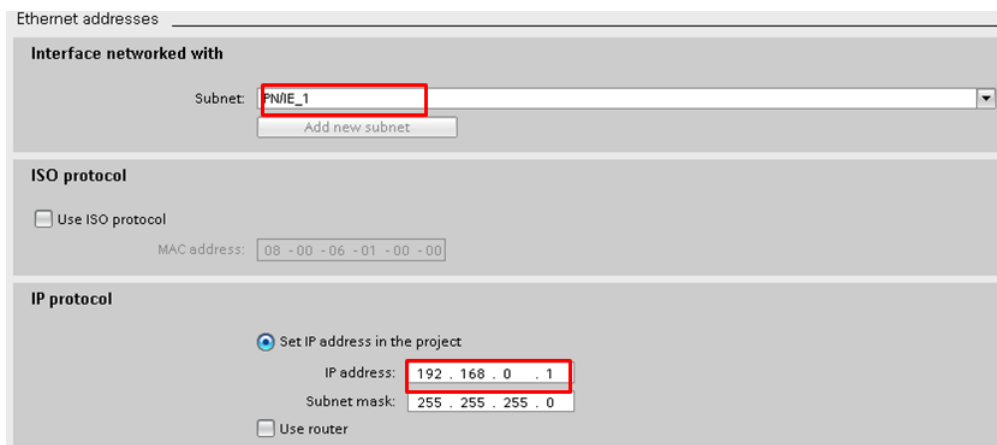 Ethernet addresses
Interface networked with
Subnet: PN/IE_1
Add new subnet
ISO protocol
Use ISO protocol
MAC address: 08 - 00 - 06 - 01 - 00 - 00
IP protocol
Set IP address in the project
IP address: 192 . 168 . 0 . 1
Subnet mask: 255 . 255 . 255 . 0
Use router